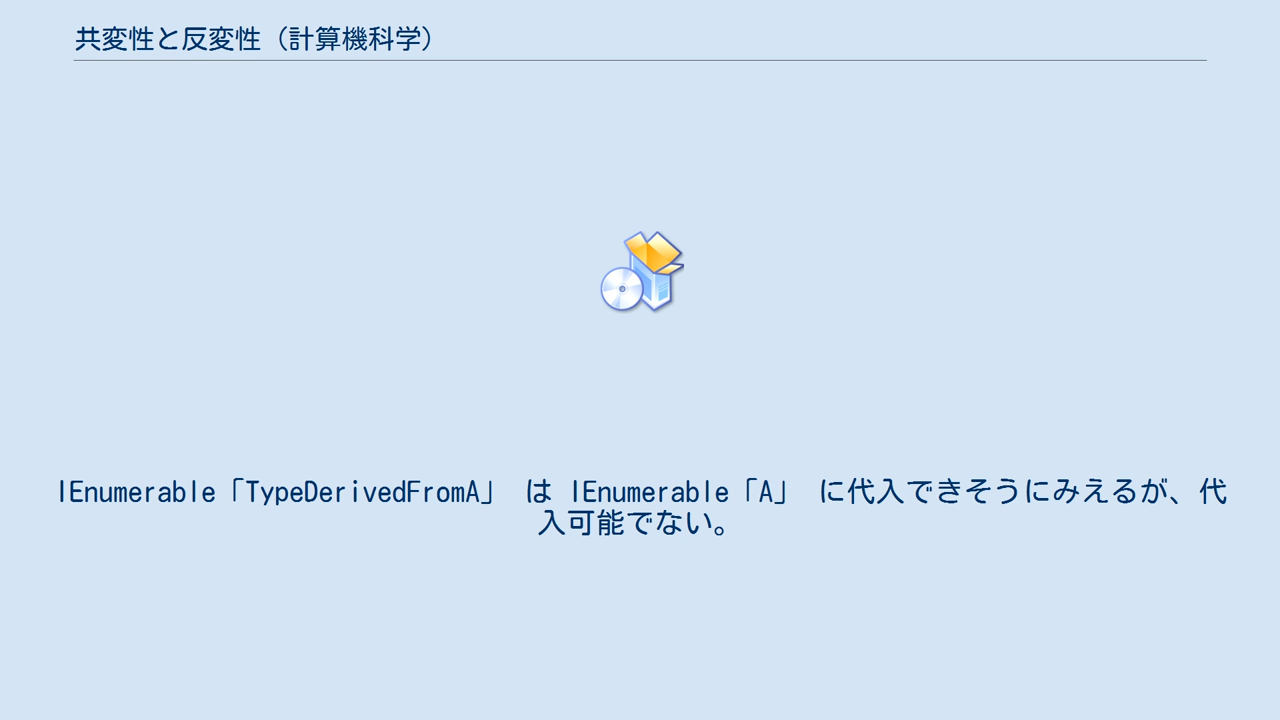 共変性と反変性（計算機科学）
IEnumerable「TypeDerivedFromA」 は IEnumerable「A」 に代入できそうにみえるが、代
入可能でない。